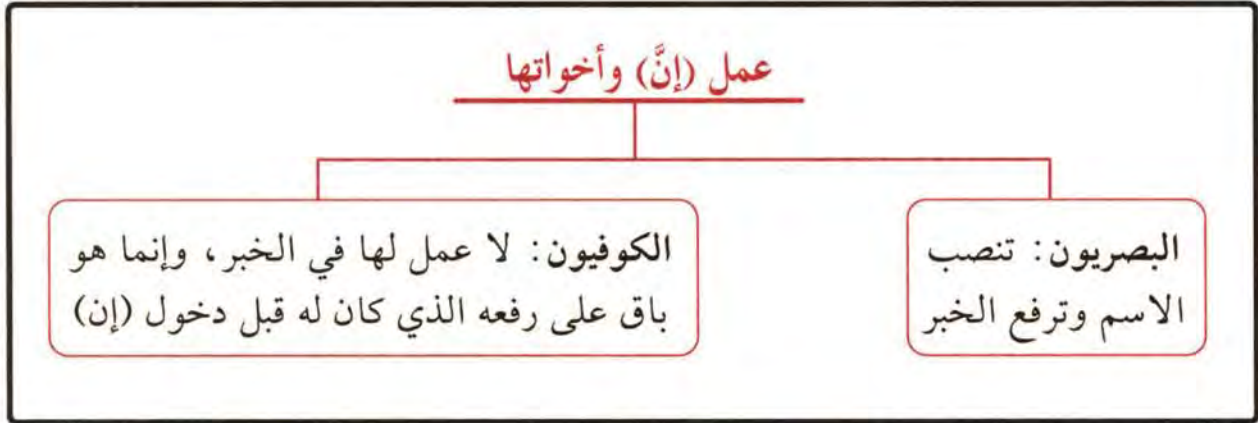 عمل (إنَّ) وأخواتها
البصريون: تنصب
الاسم وترفع الخبر
الكوفيون: لا عمل لها في الخبر، وإنما هو
باق على رفعه الذي كان له قبل دخول (إن)